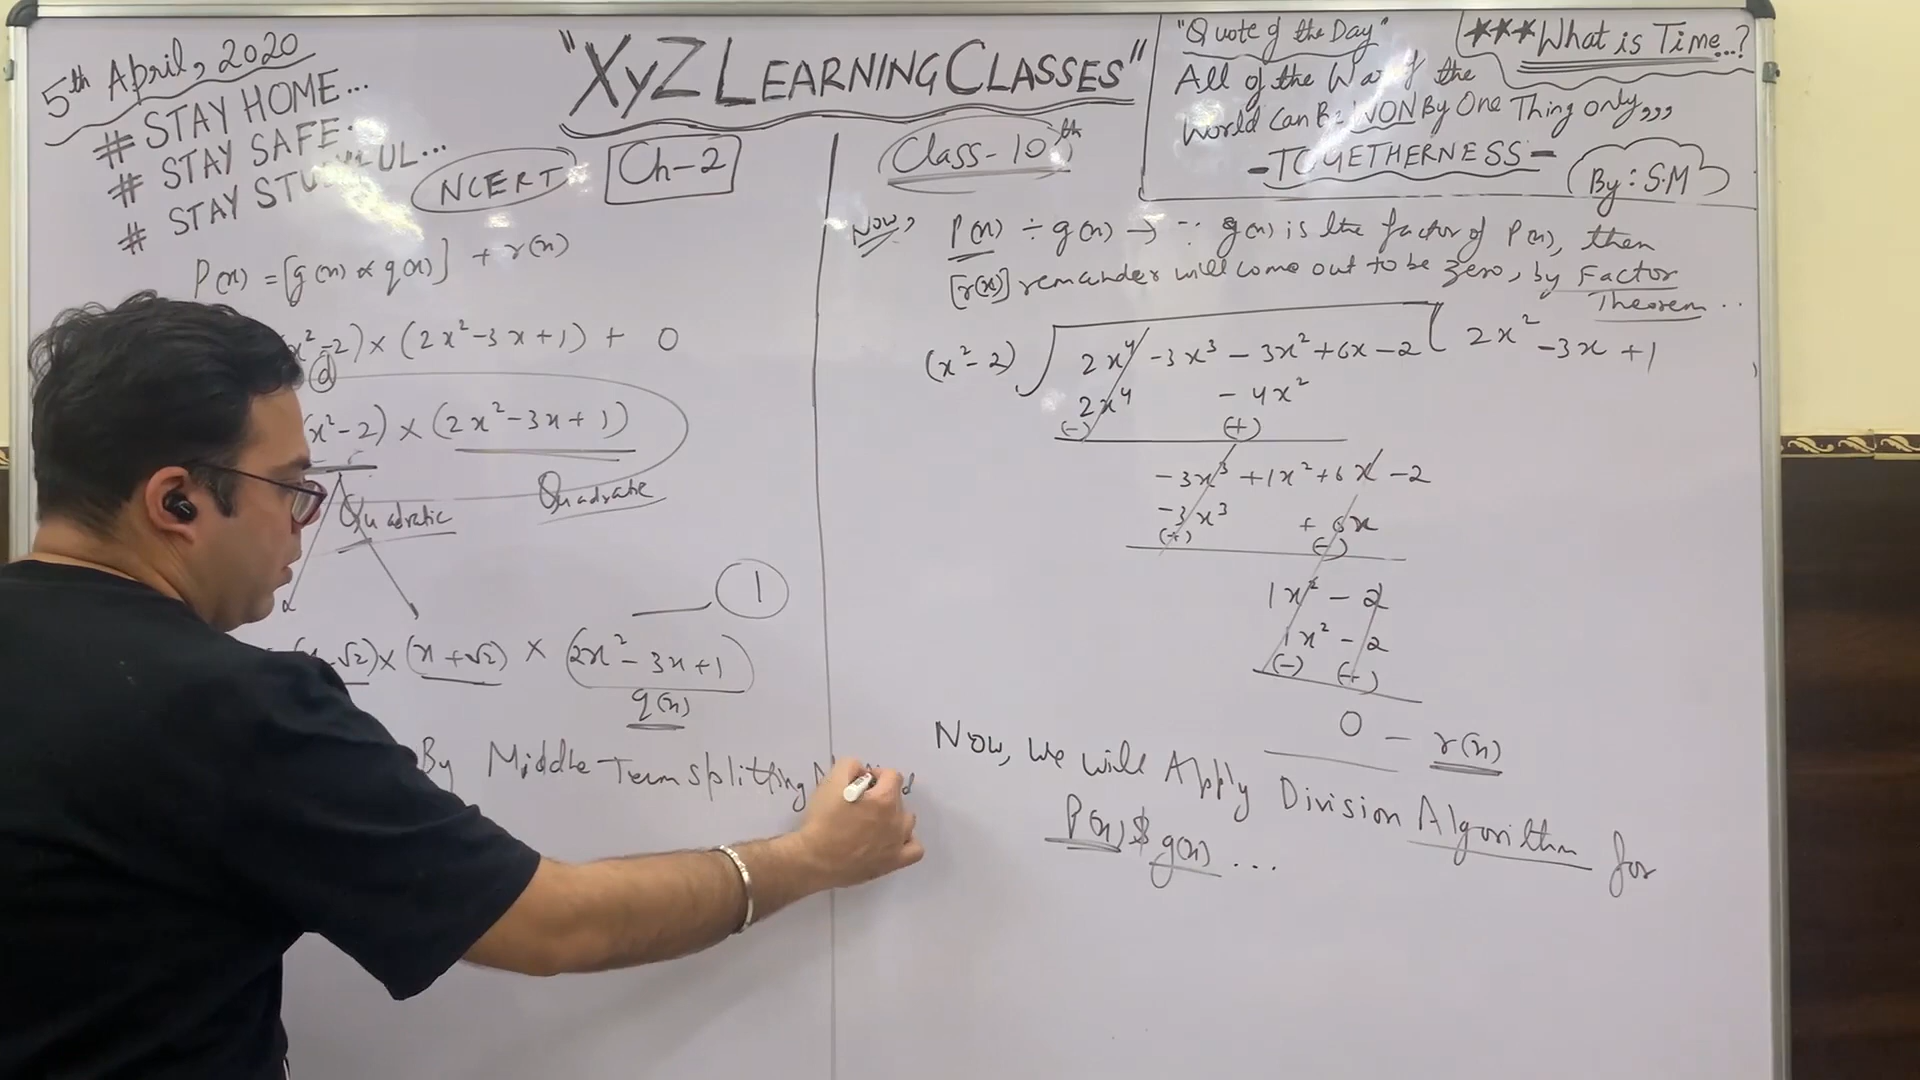 5th April, 2020
# STAY HOME...
# STAY SAFE.
# STAY
"XyZ LEARNING CLASSES"
NCERT
Ch-2
Class-10th
"Quote of the Day"
All of the War of the
World Can Be WON By One Thing only,,,
-TOGETHERNESS-
By: S.M
***What is Time..?
P(x) = [g(x) × q(x)] + r(x)
x²-2) × (2x²-3x+1) + 0
(x²-2) × (2x²-3x+1)
Quadratic
Quadratic
1
-√2) × (x+√2) × (2x²-3x+1)
q(x)
By Middle Term Splitting
Now, P(x) ÷ g(x) → ∵ g(x) is the factor of P(x), then
[r(x)] remainder will come out to be zero, by Factor
Theorem ..
(x²-2) ) 2x⁴-3x³-3x²+6x-2 ( 2x²-3x+1
2x⁴ -4x²
(-) (+)
-3x³+1x²+6x-2
-3x³ +6x
(+) (-)
1x²-2
1x²-2
(-) (+)
0 - r(x)
Now, We will Apply Division Algorithm for
P(x) $ g(x) ...